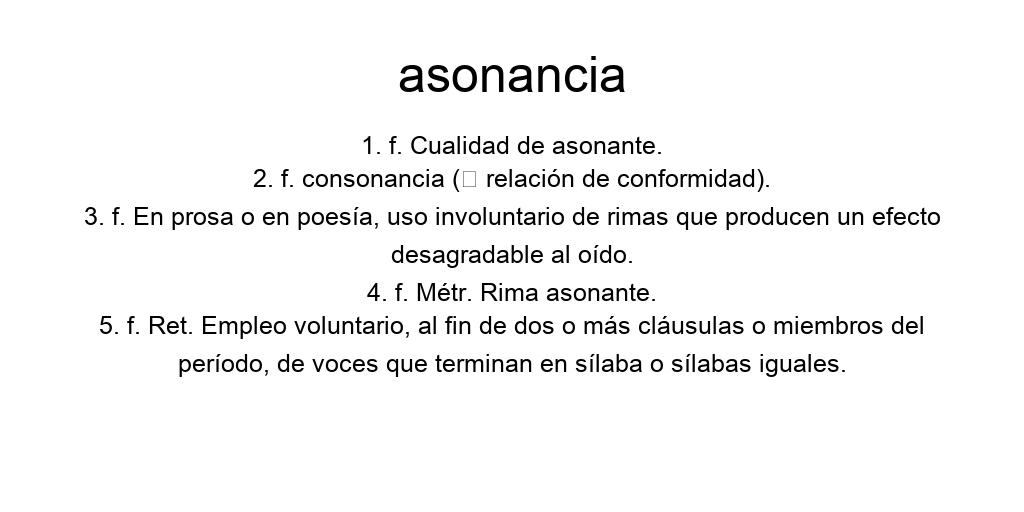 asonancia
1. f. Cualidad de asonante.
2. f. consonancia (□ relación de conformidad).
3. f. En prosa o en poesía, uso involuntario de rimas que producen un efecto
desagradable al oído.
4. f. Métr. Rima asonante.
5. f. Ret. Empleo voluntario, al fin de dos o más cláusulas o miembros del
período, de voces que terminan en sílaba o sílabas iguales.